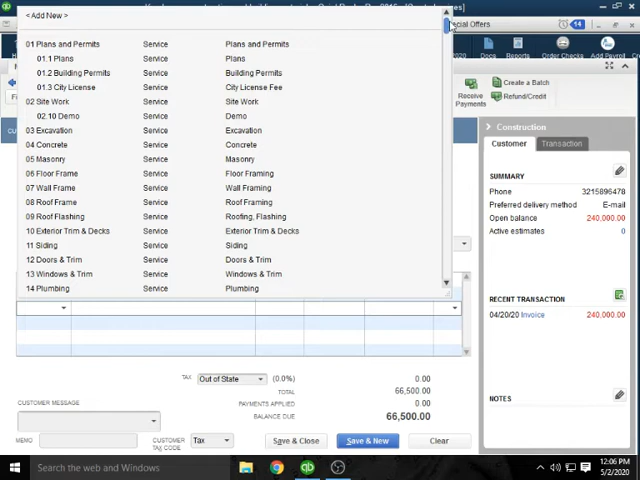 <Add New >
ecial Offers
14
01 Plans and Permits Service Plans and Permits
01.1 Plans Service Plans
01.2 Building Permits Service Building Permits
01.3 City License Service City License Fee
02 Site Work Service Site Work
02.10 Demo Service Demo
03 Excavation Service Excavation
04 Concrete Service Concrete
05 Masonry Service Masonry
06 Floor Frame Service Floor Framing
07 Wall Frame Service Wall Framing
08 Roof Frame Service Roof Framing
09 Roof Flashing Service Roofing, Flashing
10 Exterior Trim & Decks Service Exterior Trim & Decks
11 Siding Service Siding
12 Doors & Trim Service Doors & Trim
13 Windows & Trim Service Windows & Trim
14 Plumbing Service Plumbing
Docs Reports Order Checks Add Payroll
Receive
Payments
Create a Batch
Refund/Credit
Construction
Customer Transaction
SUMMARY
Phone 3215896478
Preferred delivery method E-mail
Open balance 240,000.00
Active estimates 0
RECENT TRANSACTION
04/20/20 Invoice 240,000.00
NOTES
TAX Out of State (0.0%) 0.00
TOTAL 66,500.00
PAYMENTS APPLIED 0.00
BALANCE DUE 66,500.00
CUSTOMER MESSAGE
MEMO
CUSTOMER
TAX CODE
Tax
Save & Close Save & New Clear
Search the web and Windows
12:06 PM
5/2/2020